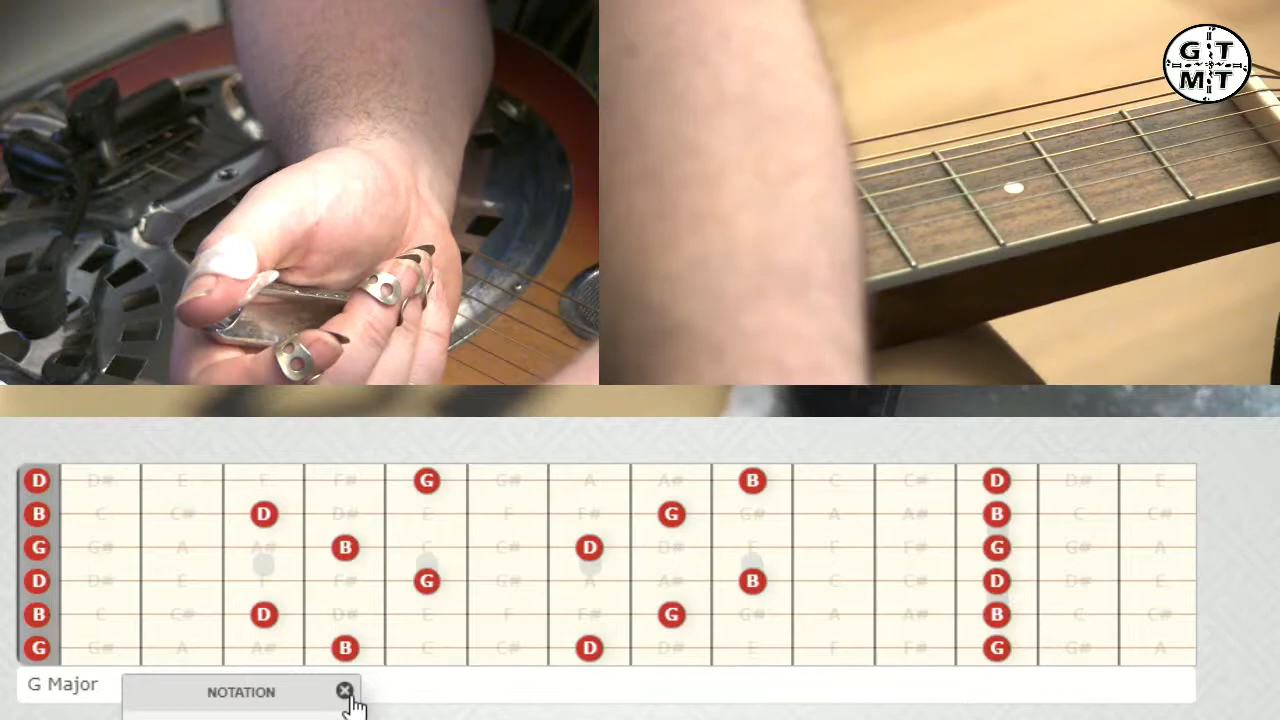 G T
M T
D D# E F F# G G# A A# B C C# D D# E
B C C# D D# E F F# G G# A A# B C C#
G G# A A# B C C# D D# E F F# G G# A
D D# E F F# G G# A A# B C C# D D# E
B C C# D D# E F F# G G# A A# B C C#
G G# A A# B C C# D D# E F F# G G# A
G Major
NOTATION